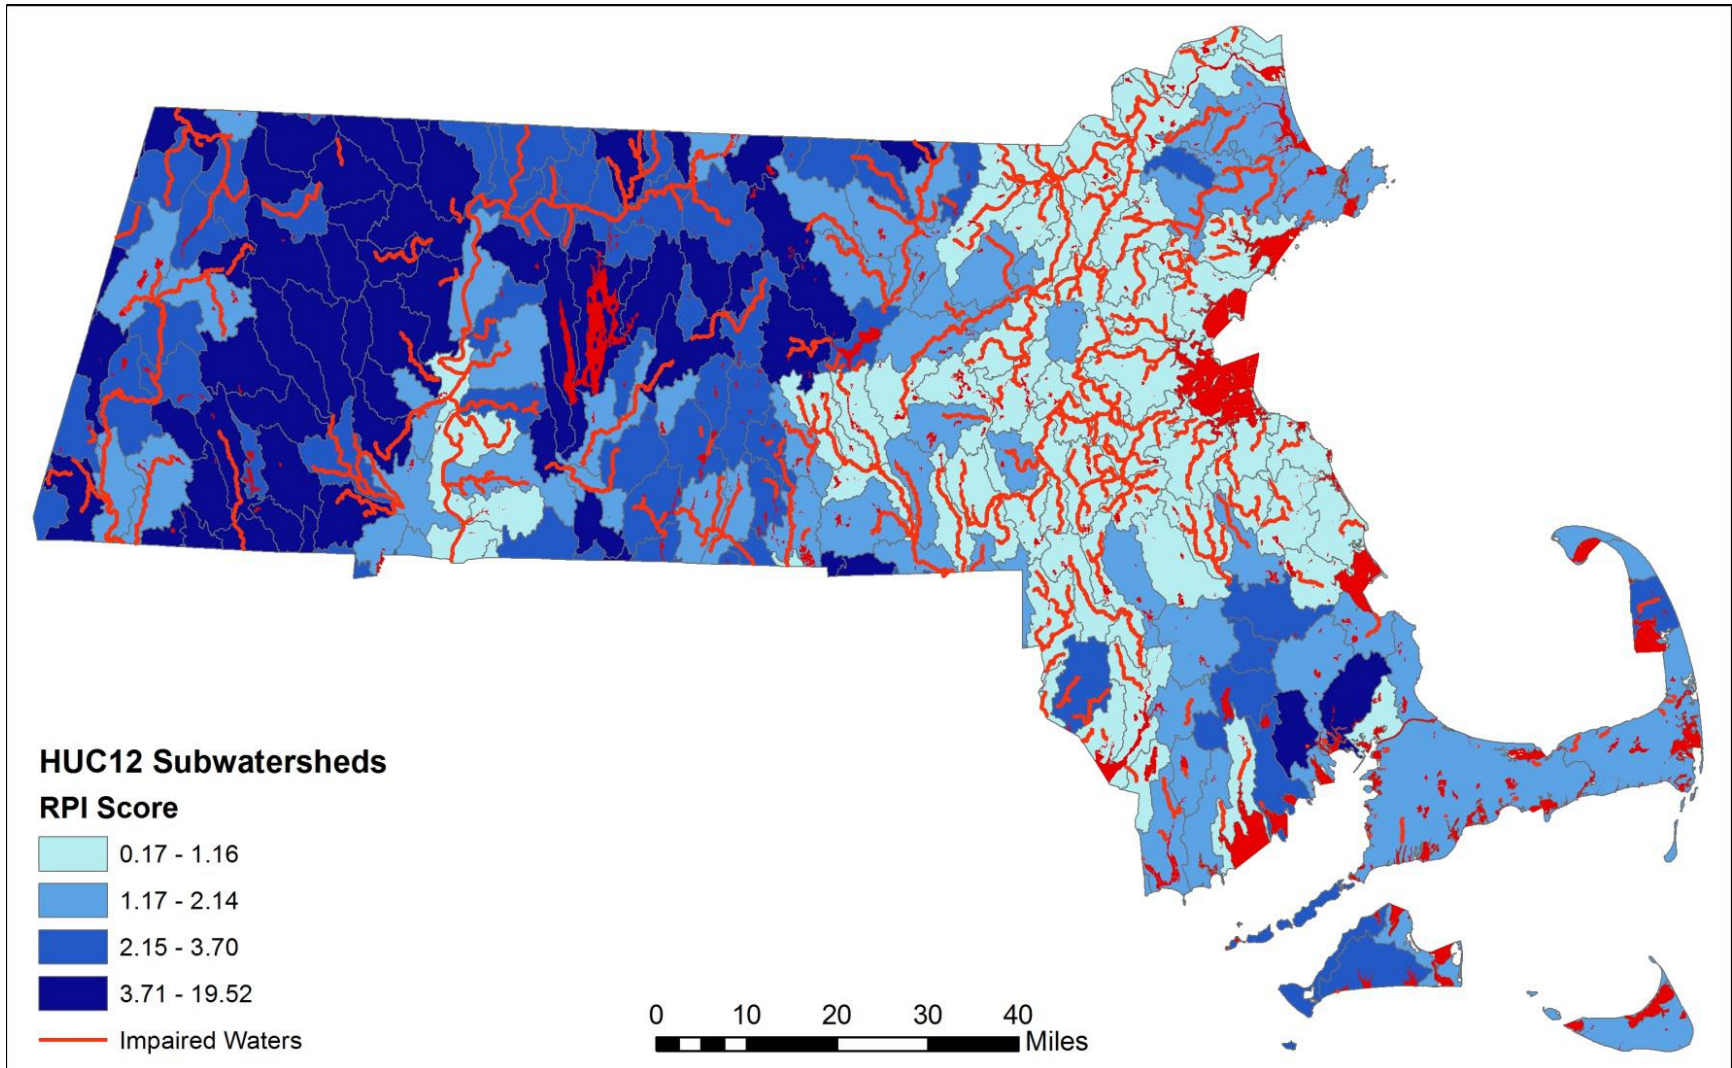 HUC12 Subwatersheds
RPI Score
0.17 - 1.16
1.17 - 2.14
2.15 - 3.70
3.71 - 19.52
Impaired Waters
0 10 20 30 40
Miles